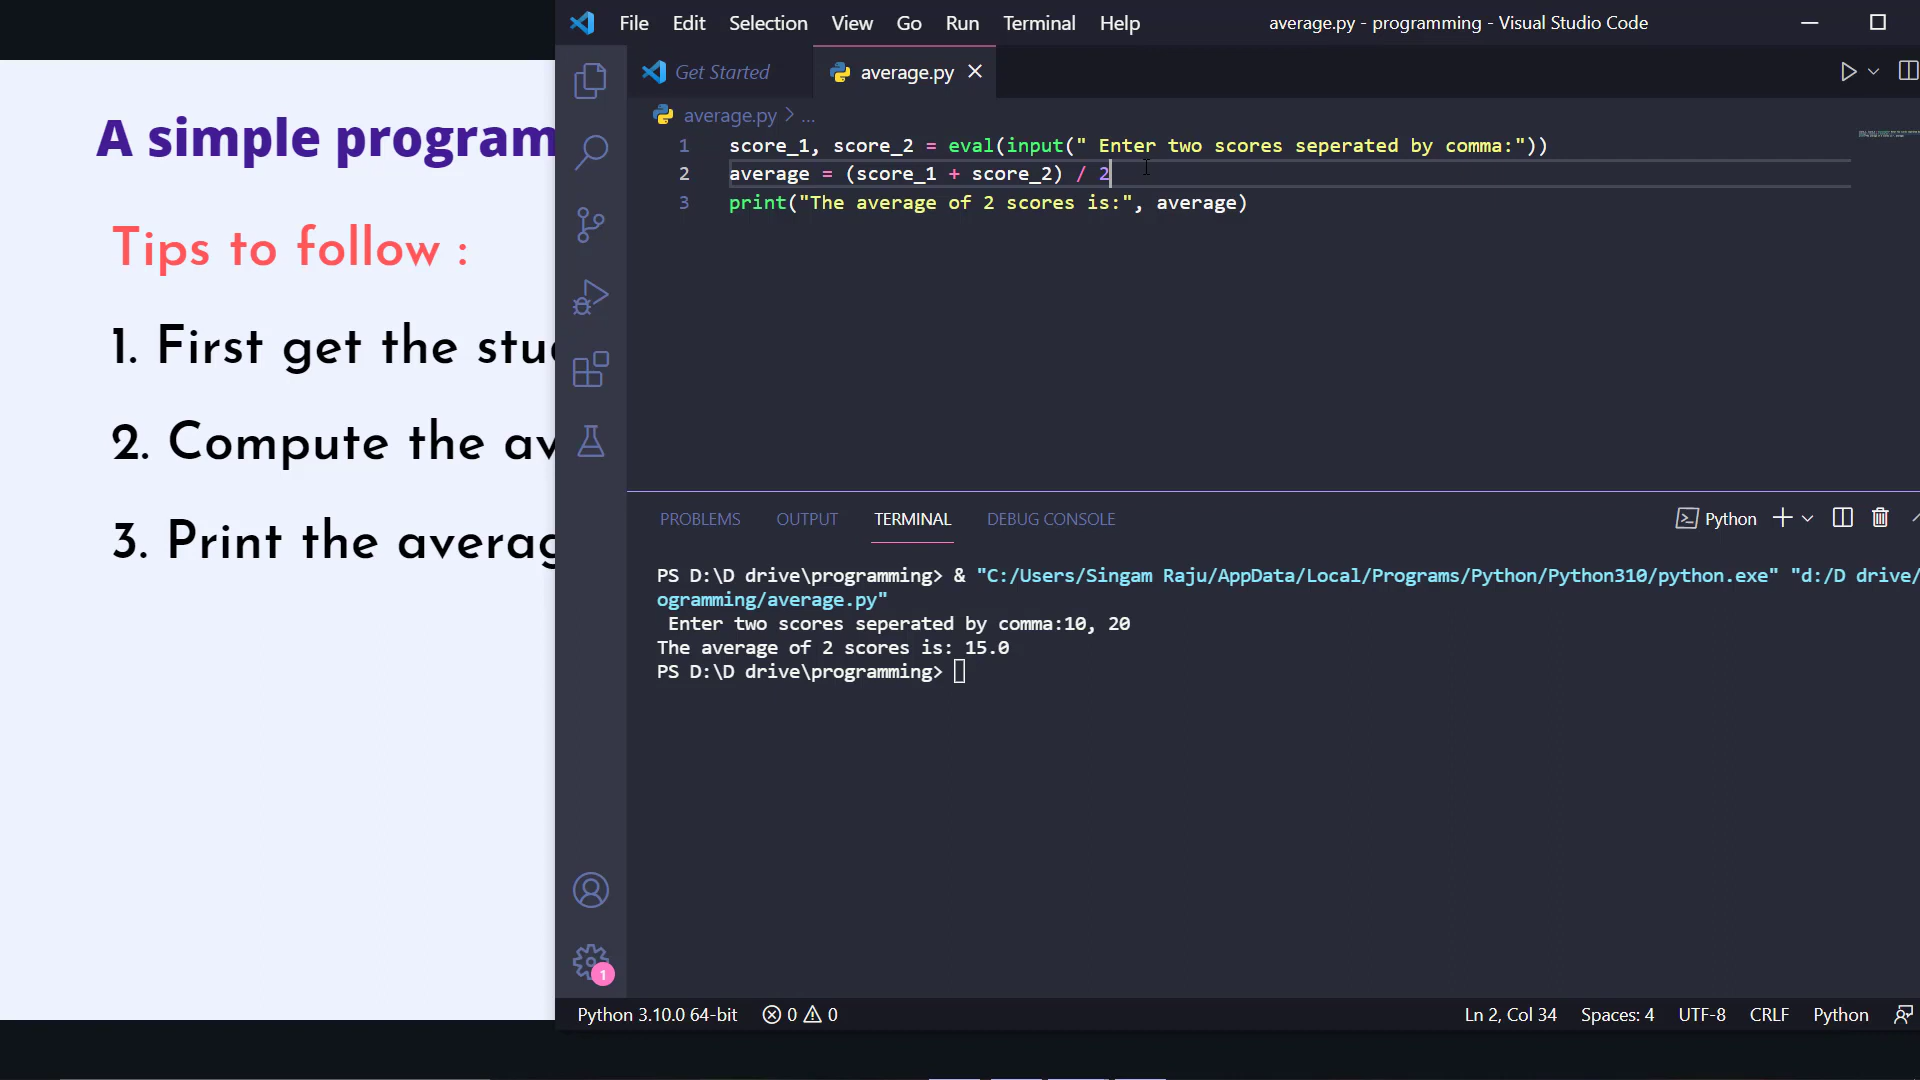 A simple program
Tips to follow :
1. First get the
2. Compute the
3. Print the
File Edit Selection View Go Run Terminal Help average.py - programming - Visual Studio Code
Get Started average.py
average.py > ...
1 score_1, score_2 = eval(input(" Enter two scores seperated by comma:"))
2 average = (score_1 + score_2) / 2
3 print("The average of 2 scores is:", average)
PROBLEMS OUTPUT TERMINAL DEBUG CONSOLE Python
PS D:\D drive\programming> & "C:/Users/Singam Raju/AppData/Local/Programs/Python/Python310/python.exe" "d:/D drive/
ogramming/average.py"
 Enter two scores seperated by comma:10, 20
The average of 2 scores is: 15.0
PS D:\D drive\programming>
1
Python 3.10.0 64-bit 0 0 Ln 2, Col 34 Spaces: 4 UTF-8 CRLF Python